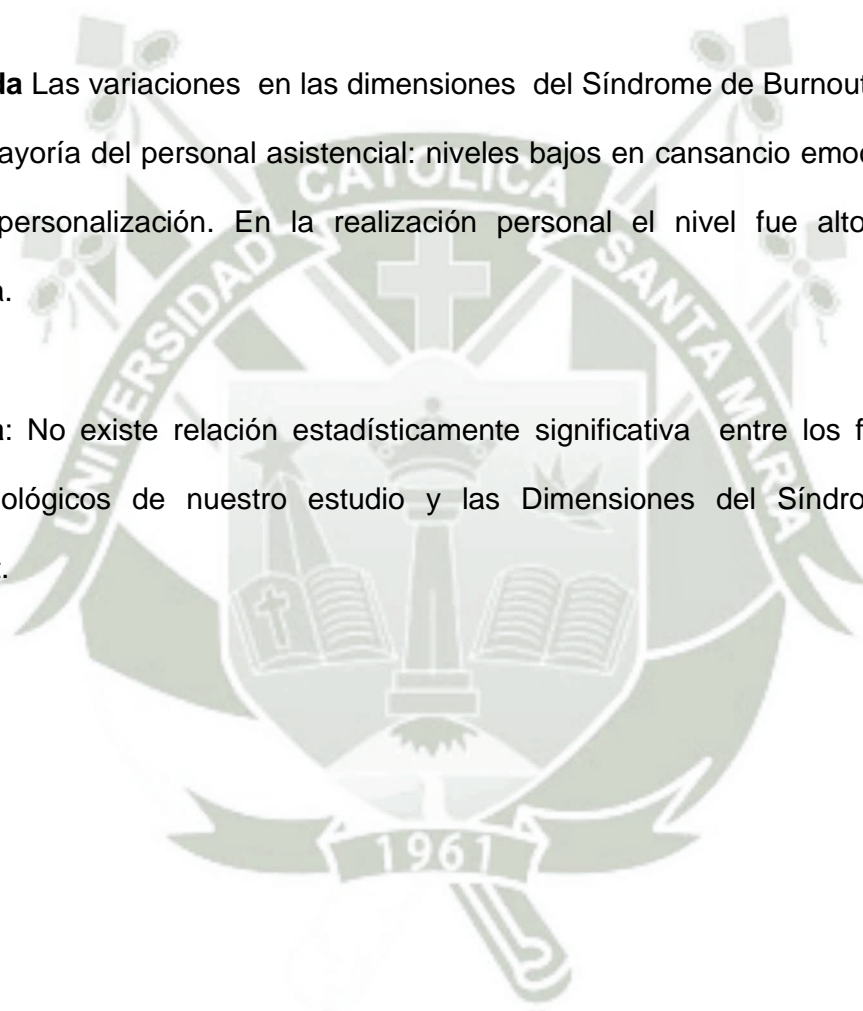 da Las variaciones en las dimensiones del Síndrome de Burnout
ayoría del personal asistencial: niveles bajos en cansancio emoc
personalización. En la realización personal el nivel fue alto
a.
: No existe relación estadísticamente significativa entre los f
ológicos de nuestro estudio y las Dimensiones del Síndro
UNIVERSIDAD CATOLICA SANTA MARIA
1961